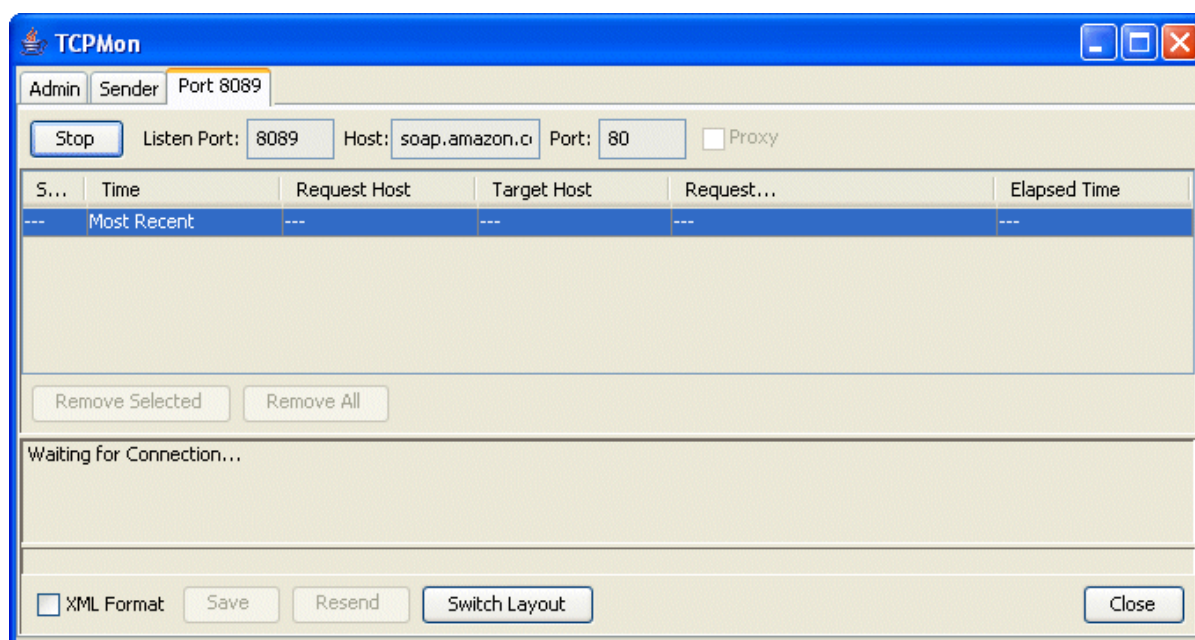 TCPMon
Admin Sender Port 8089
Stop Listen Port: 8089 Host: soap.amazon.c Port: 80 Proxy
S... Time Request Host Target Host Request... Elapsed Time
--- Most Recent --- --- --- ---
Remove Selected Remove All
Waiting for Connection...
XML Format Save Resend Switch Layout Close